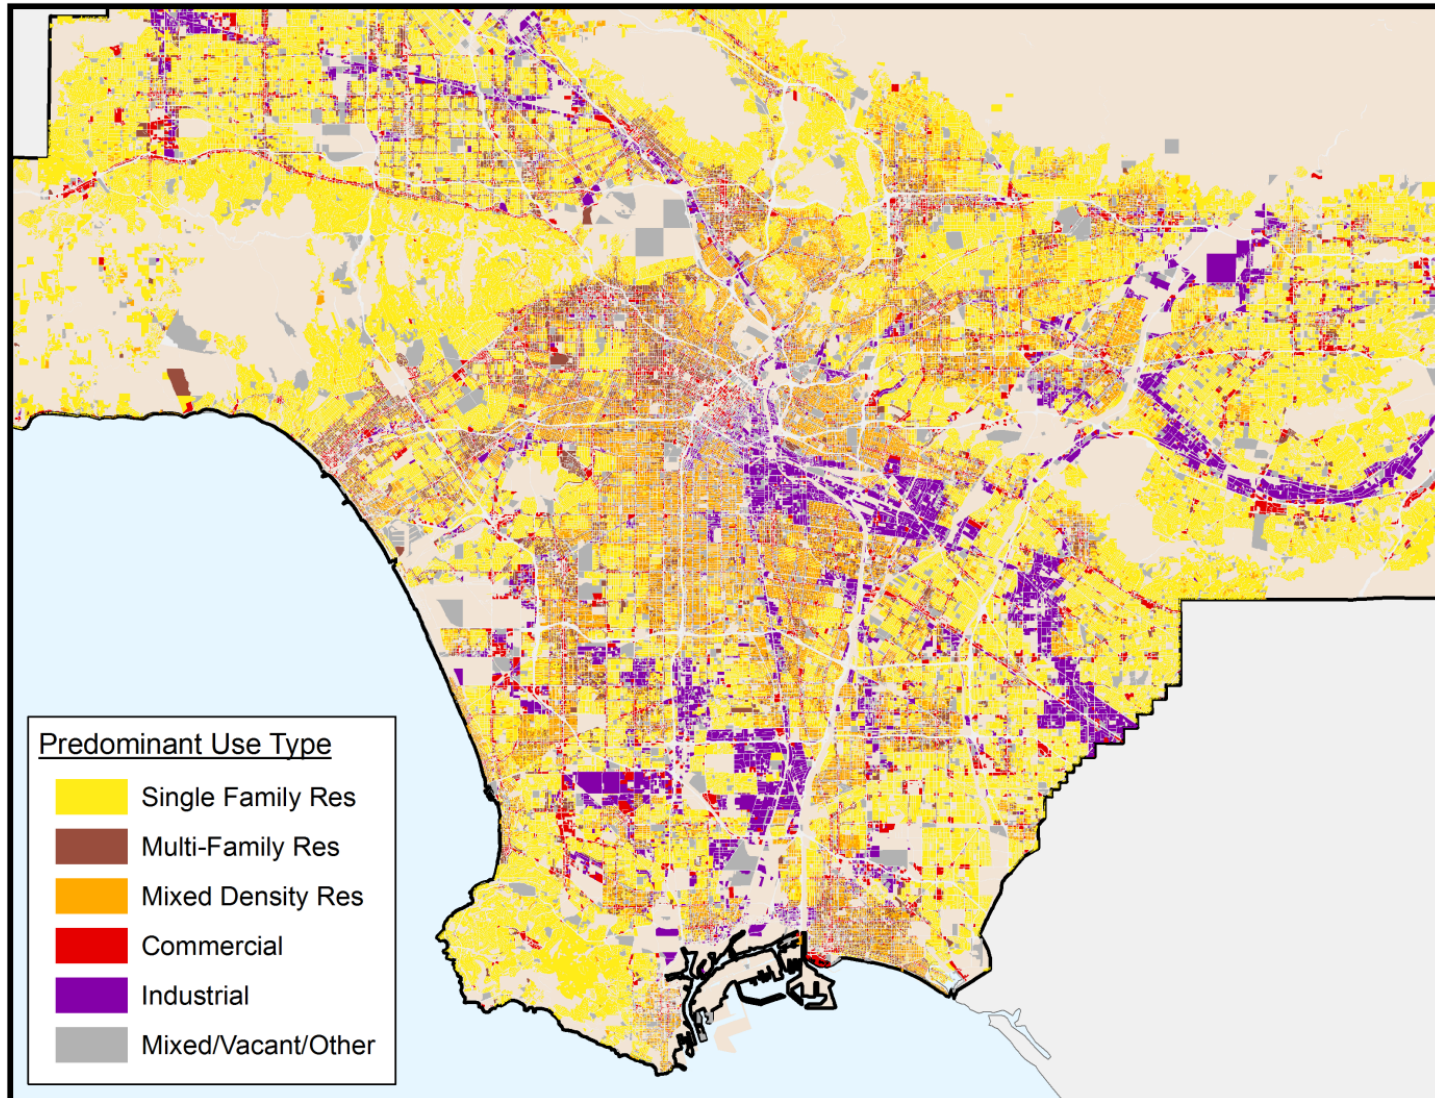 Predominant Use Type
Single Family Res
Multi-Family Res
Mixed Density Res
Commercial
Industrial
Mixed/Vacant/Other